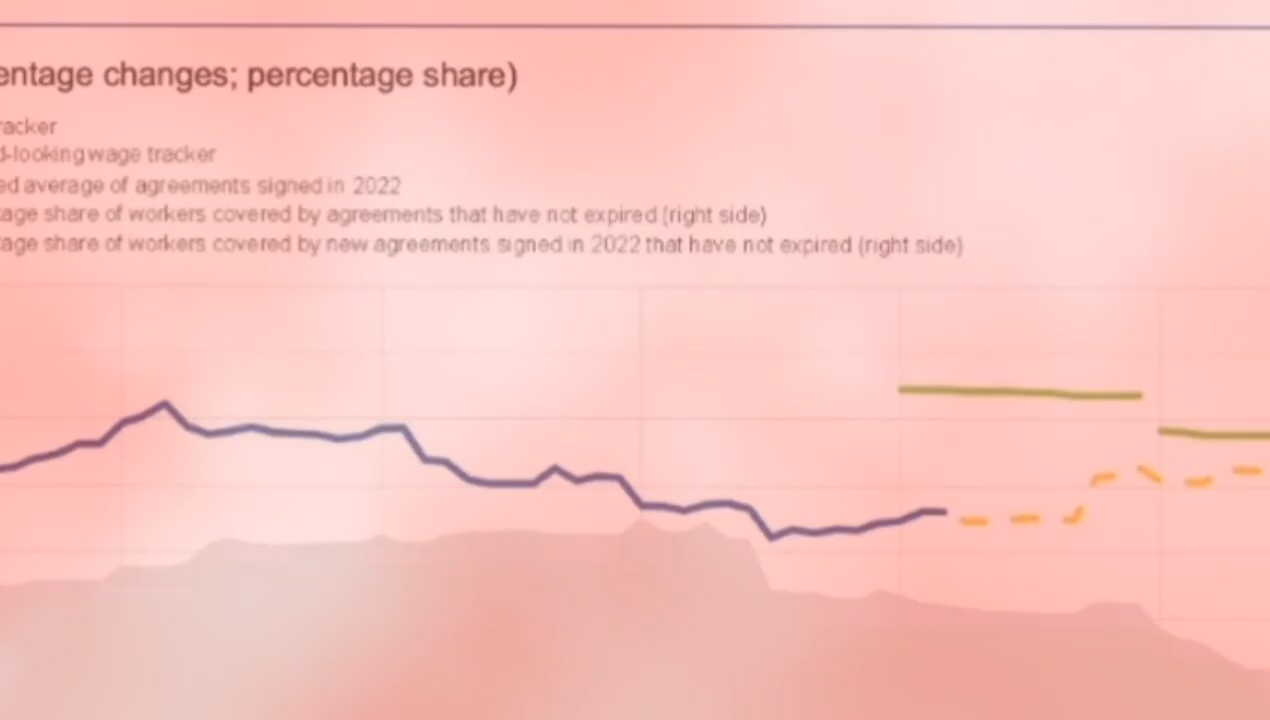 entage changes; percentage share)
racker
d-looking wage tracker
ed average of agreements signed in 2022
age share of workers covered by agreements that have not expired (right side)
age share of workers covered by new agreements signed in 2022 that have not expired (right side)